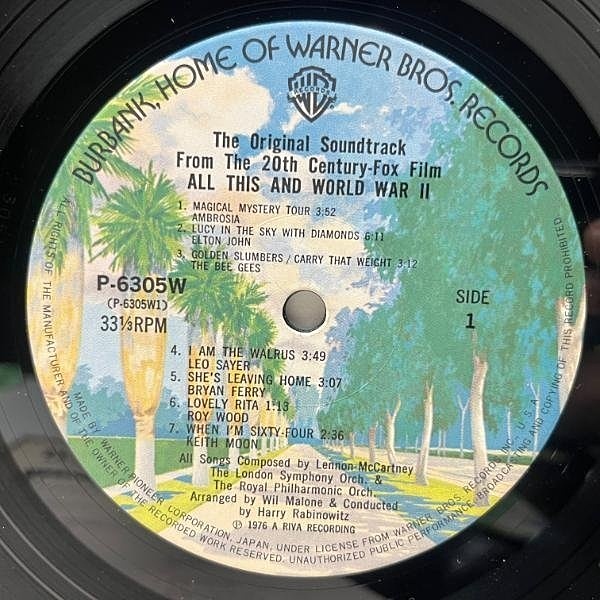 BURBANK, HOME OF WARNER BROS. RECORDS
WB
RECORDS
The Original Soundtrack
From The 20th Century-Fox Film
ALL THIS AND WORLD WAR II
1. MAGICAL MYSTERY TOUR 3:52
AMBROSIA
2. LUCY IN THE SKY WITH DIAMONDS 6:11
ELTON JOHN
3. GOLDEN SLUMBERS / CARRY THAT WEIGHT 3:12
THE BEE GEES
P-6305W
(P-6305W1)
33⅓RPM
SIDE
1
4. I AM THE WALRUS 3:49
LEO SAYER
5. SHE'S LEAVING HOME 3:07
BRYAN FERRY
6. LOVELY RITA 1:13
ROY WOOD
7. WHEN I'M SIXTY-FOUR 2:36
KEITH MOON
All Songs Composed by Lennon-McCartney
The London Symphony Orch. &
The Royal Philharmonic Orch.
Arranged by Wil Malone & Conducted
by Harry Rabinowitz
Ⓟ 1976 A RIVA RECORDING
MADE BY WARNER-PIONEER CORPORATION, JAPAN, UNDER LICENSE FROM WARNER BROS RECORD INC., U.S.A.
ALL RIGHTS OF THE MANUFACTURER AND OF THE OWNER OF THE RECORDED WORK RESERVED. UNAUTHORIZED PUBLIC PERFORMANCE, BROADCASTING AND COPYING OF THIS RECORD PROHIBITED